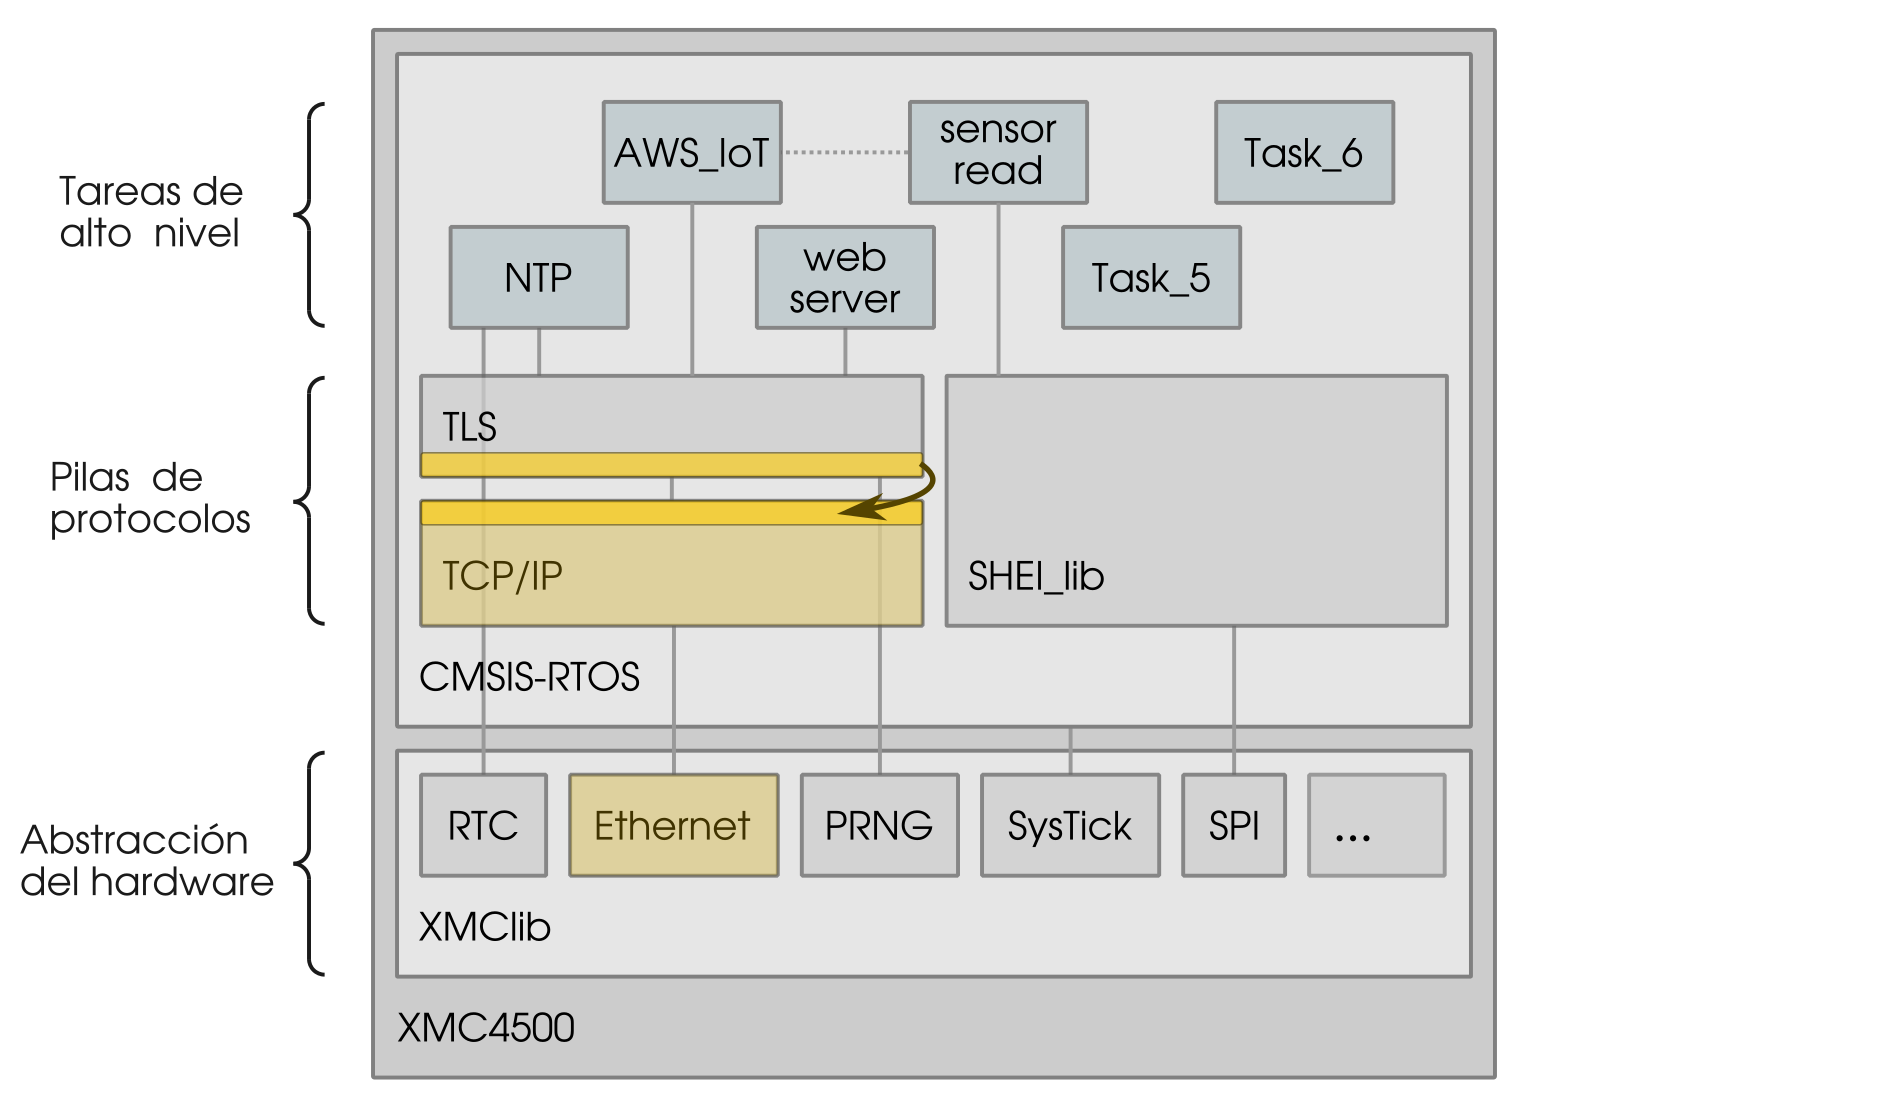 AWS_IoT
sensor
read
Task_6
Tareas de
alto nivel
NTP
web
server
Task_5
TLS
Pilas de
protocolos
TCP/IP
SHEI_lib
CMSIS-RTOS
Abstracción
del hardware
RTC
Ethernet
PRNG
SysTick
SPI
...
XMClib
XMC4500